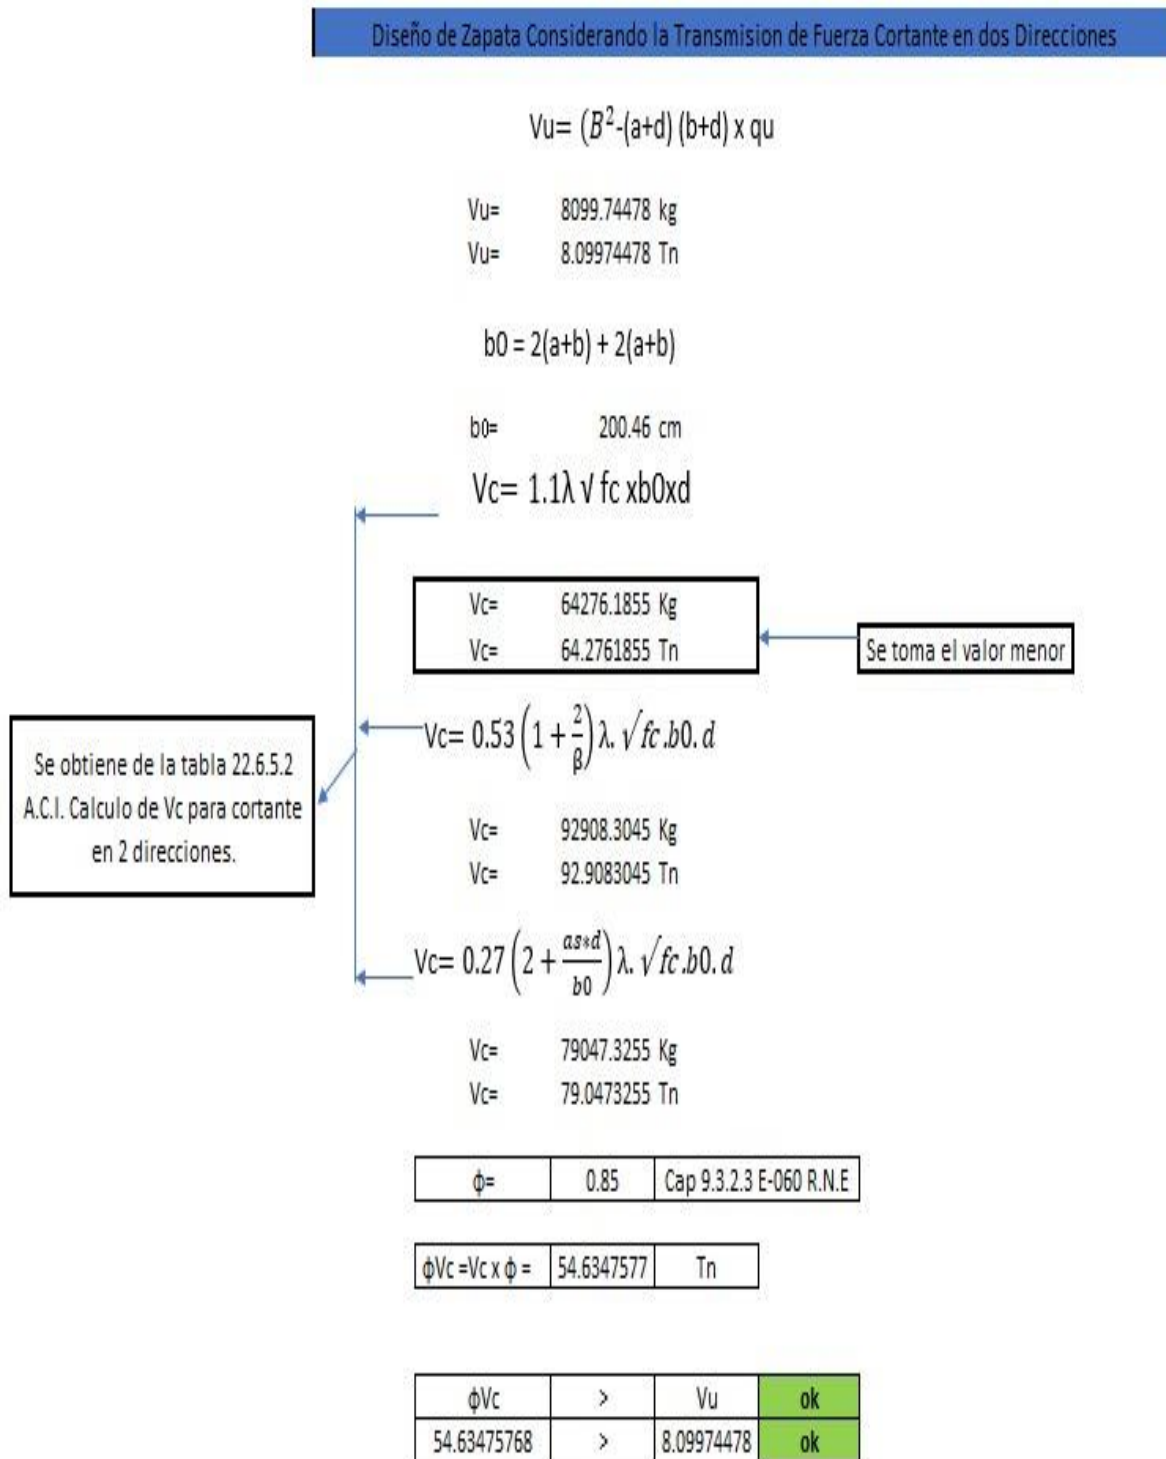 Diseño de Zapata Considerando la Transmision de Fuerza Cortante en dos Direcciones
Vu= (B²-(a+d) (b+d) x qu
Vu= 8099.74478 kg
Vu= 8.09974478 Tn
b0 = 2(a+b) + 2(a+b)
b0= 200.46 cm
Vc= 1.1λ √ fc xb0xd
Vc= 64276.1855 Kg
Vc= 64.2761855 Tn
Se toma el valor menor
Vc= 0.53 (1 + 2/β) λ. √fc .b0. d
Se obtiene de la tabla 22.6.5.2
A.C.I. Calculo de Vc para cortante
en 2 direcciones.
Vc= 92908.3045 Kg
Vc= 92.9083045 Tn
Vc= 0.27 (2 + as*d/b0) λ. √fc .b0. d
Vc= 79047.3255 Kg
Vc= 79.0473255 Tn
ϕ= 0.85 Cap 9.3.2.3 E-060 R.N.E
ϕVc =Vc x ϕ = 54.6347577 Tn
ϕVc > Vu ok
54.63475768 > 8.09974478 ok